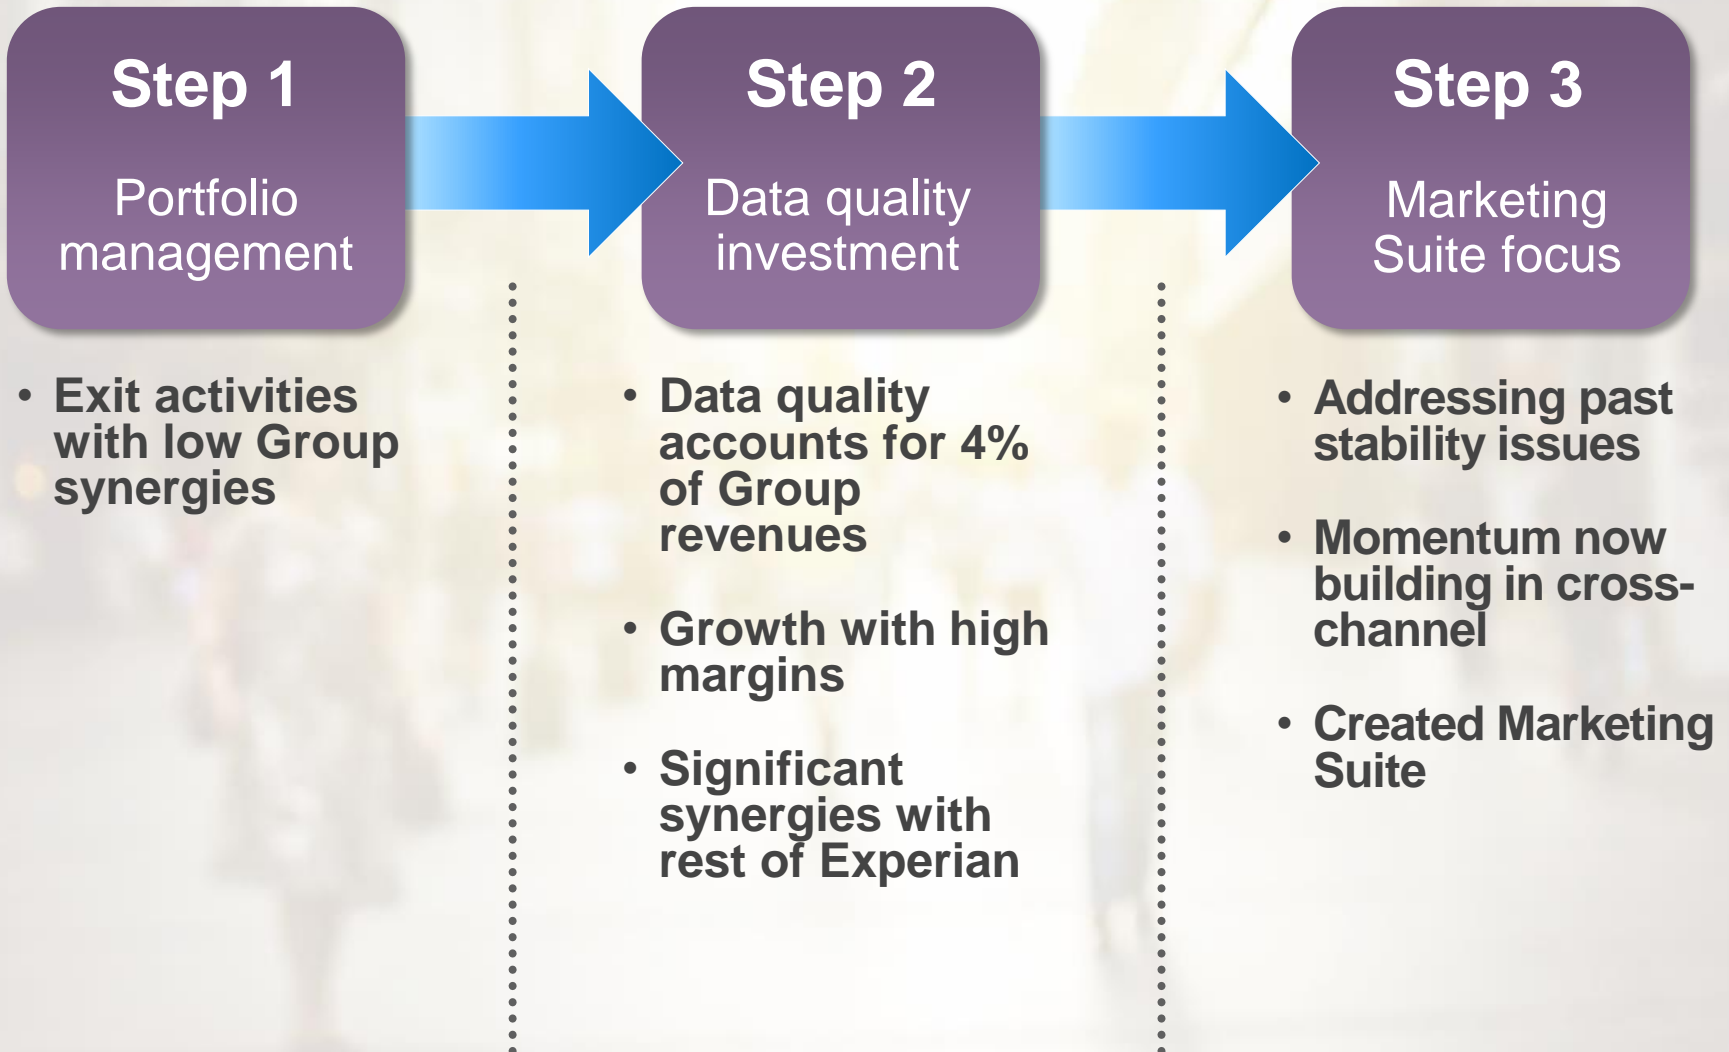 Step 1
Portfolio
management
• Exit activities
with low Group
synergies
Step 2
Data quality
investment
• Data quality
accounts for 4%
of Group
revenues
• Growth with high
margins
• Significant
synergies with
rest of Experian
Step 3
Marketing
Suite focus
• Addressing past
stability issues
• Momentum now
building in cross-
channel
• Created Marketing
Suite